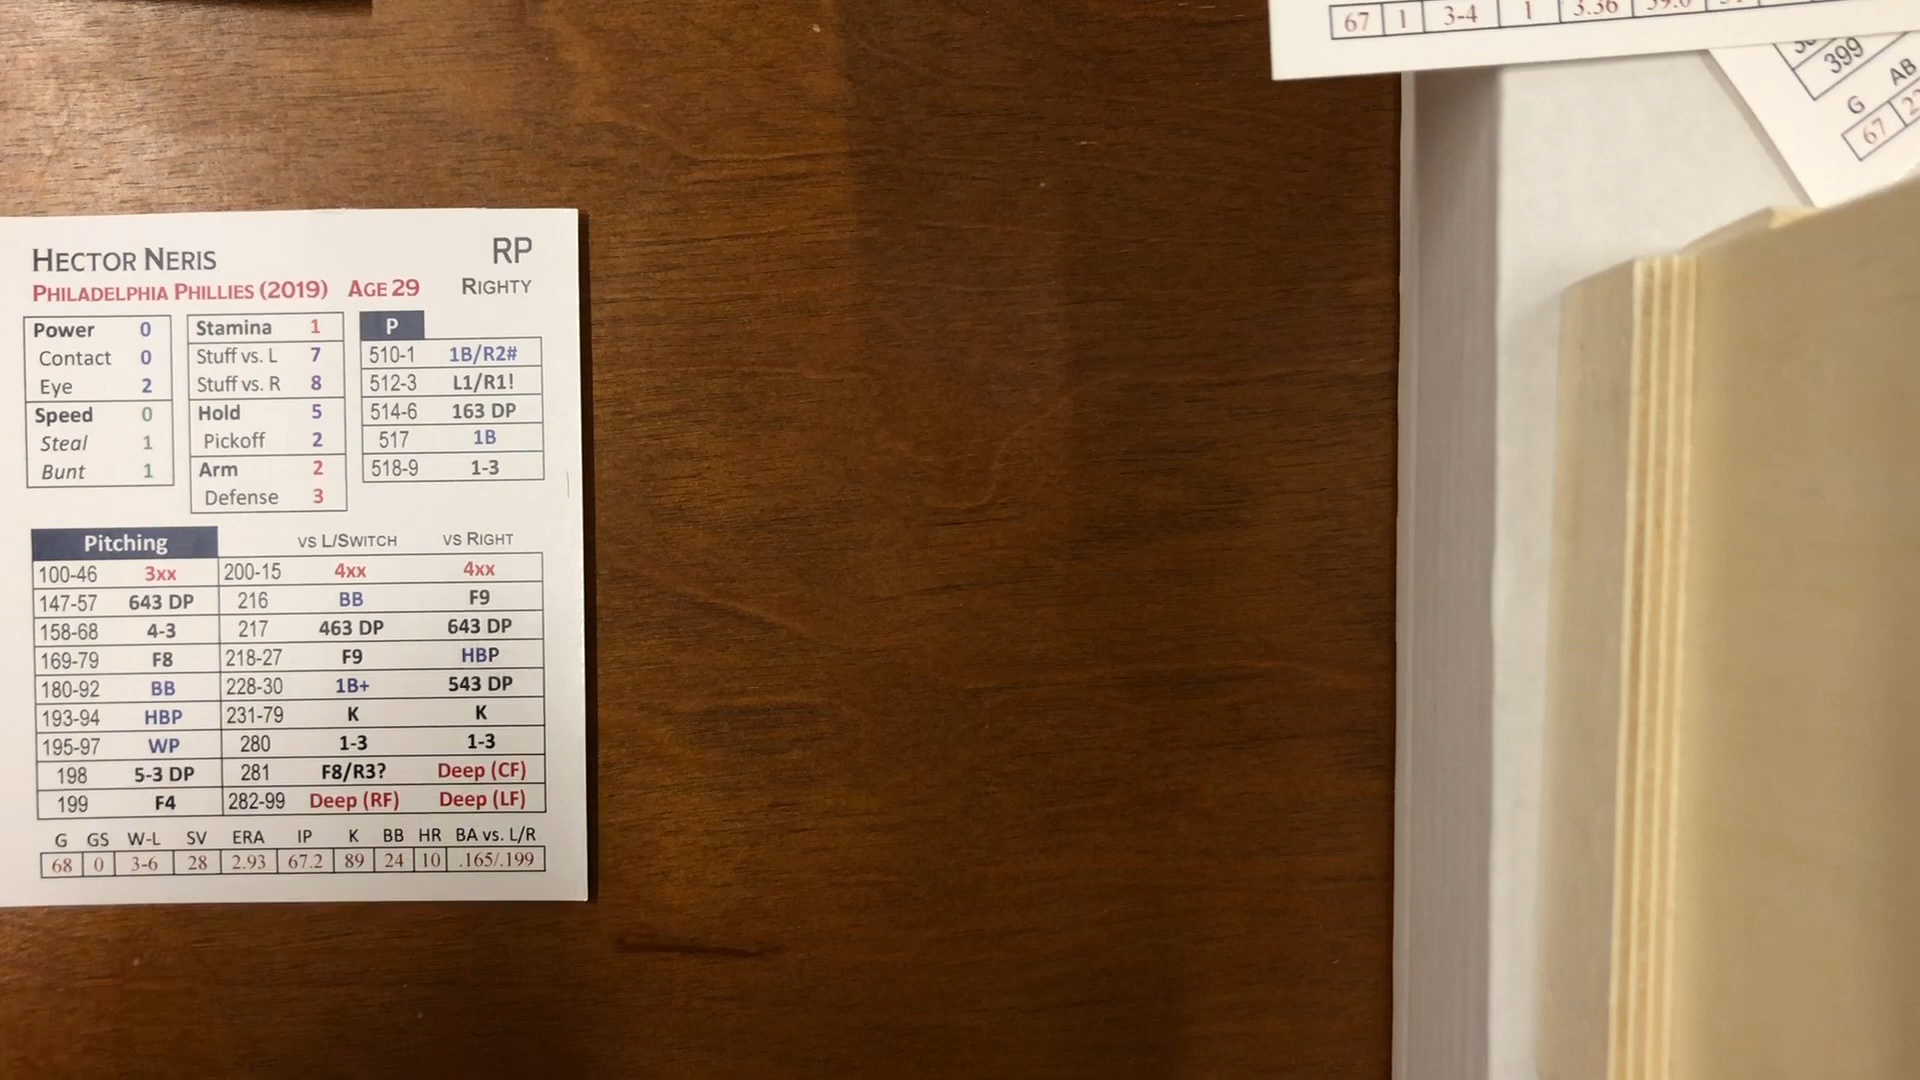 67 1 3-4 1 3.36
399
G AB
67
HECTOR NERIS RP
PHILADELPHIA PHILLIES (2019) AGE 29 RIGHTY
Power 0 Stamina 1 P
Contact 0 Stuff vs. L 7 510-1 1B/R2#
Eye 2 Stuff vs. R 8 512-3 L1/R1!
Speed 0 Hold 5 514-6 163 DP
Steal 1 Pickoff 2 517 1B
Bunt 1 Arm 2 518-9 1-3
Defense 3
Pitching VS L/SWITCH VS RIGHT
100-46 3xx 200-15 4xx 4xx
147-57 643 DP 216 BB F9
158-68 4-3 217 463 DP 643 DP
169-79 F8 218-27 F9 HBP
180-92 BB 228-30 1B+ 543 DP
193-94 HBP 231-79 K K
195-97 WP 280 1-3 1-3
198 5-3 DP 281 F8/R3? Deep (CF)
199 F4 282-99 Deep (RF) Deep (LF)
G GS W-L SV ERA IP K BB HR BA vs. L/R
68 0 3-6 28 2.93 67.2 89 24 10 .165/.199